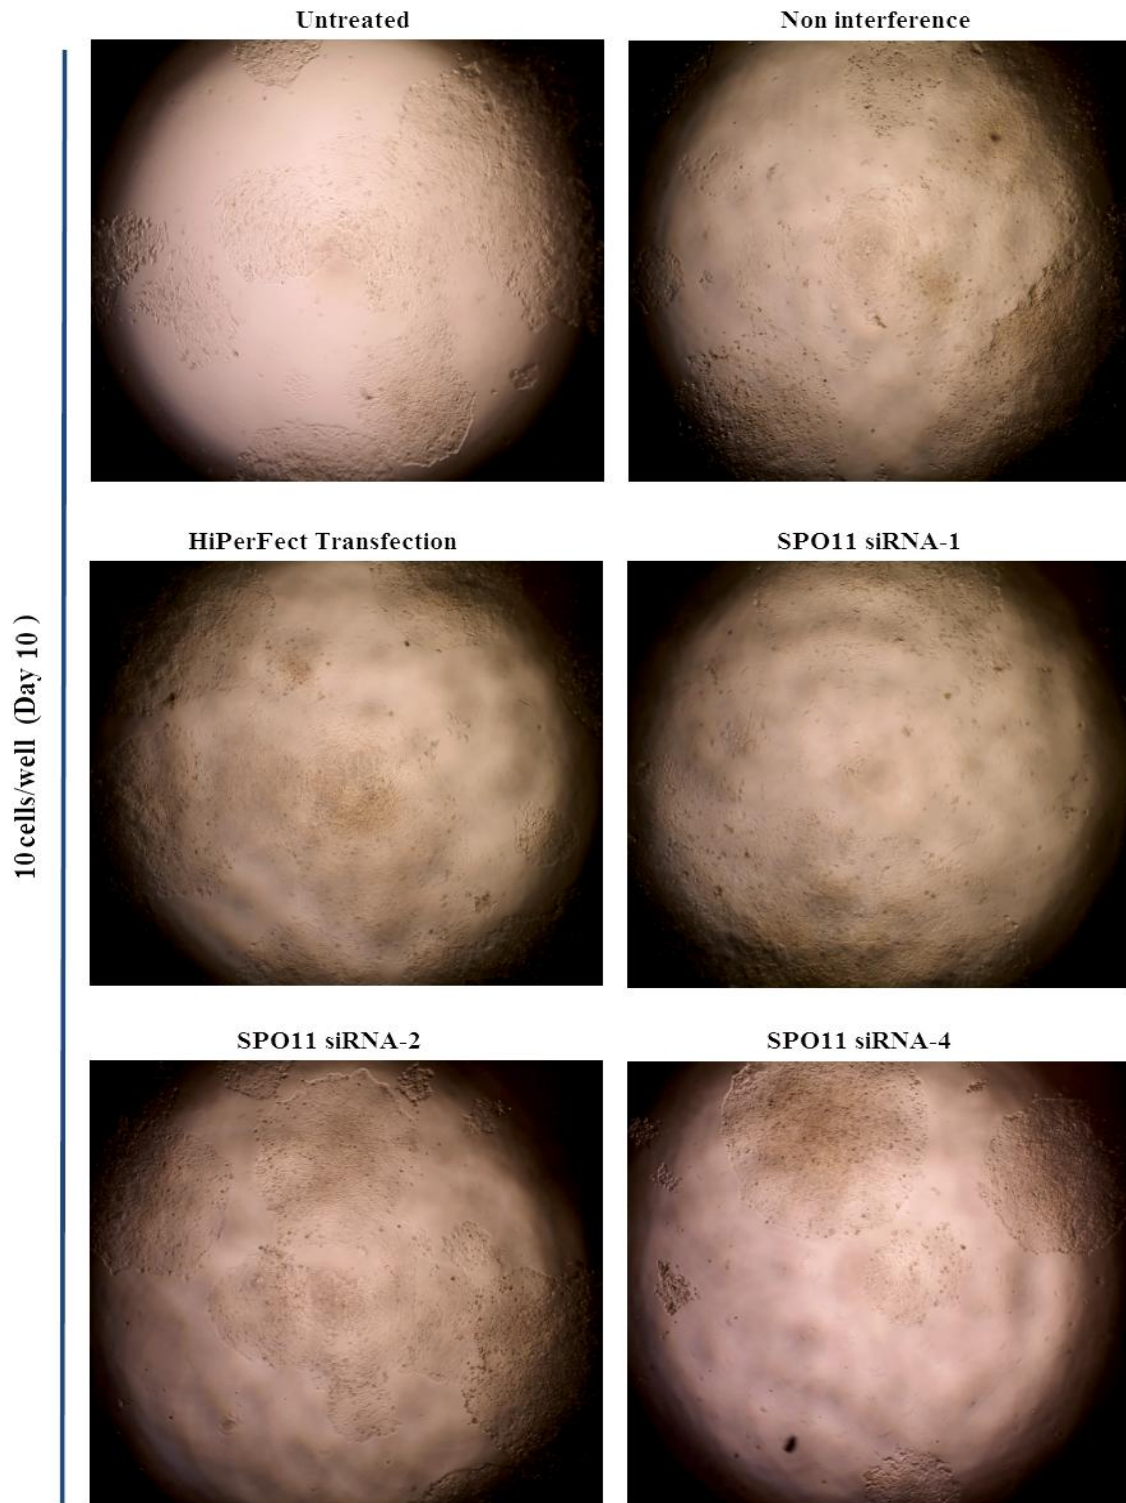 Untreated
Non interference
HiPerFect Transfection
SPO11 siRNA-1
10 cells/well (Day 10 )
SPO11 siRNA-2
SPO11 siRNA-4